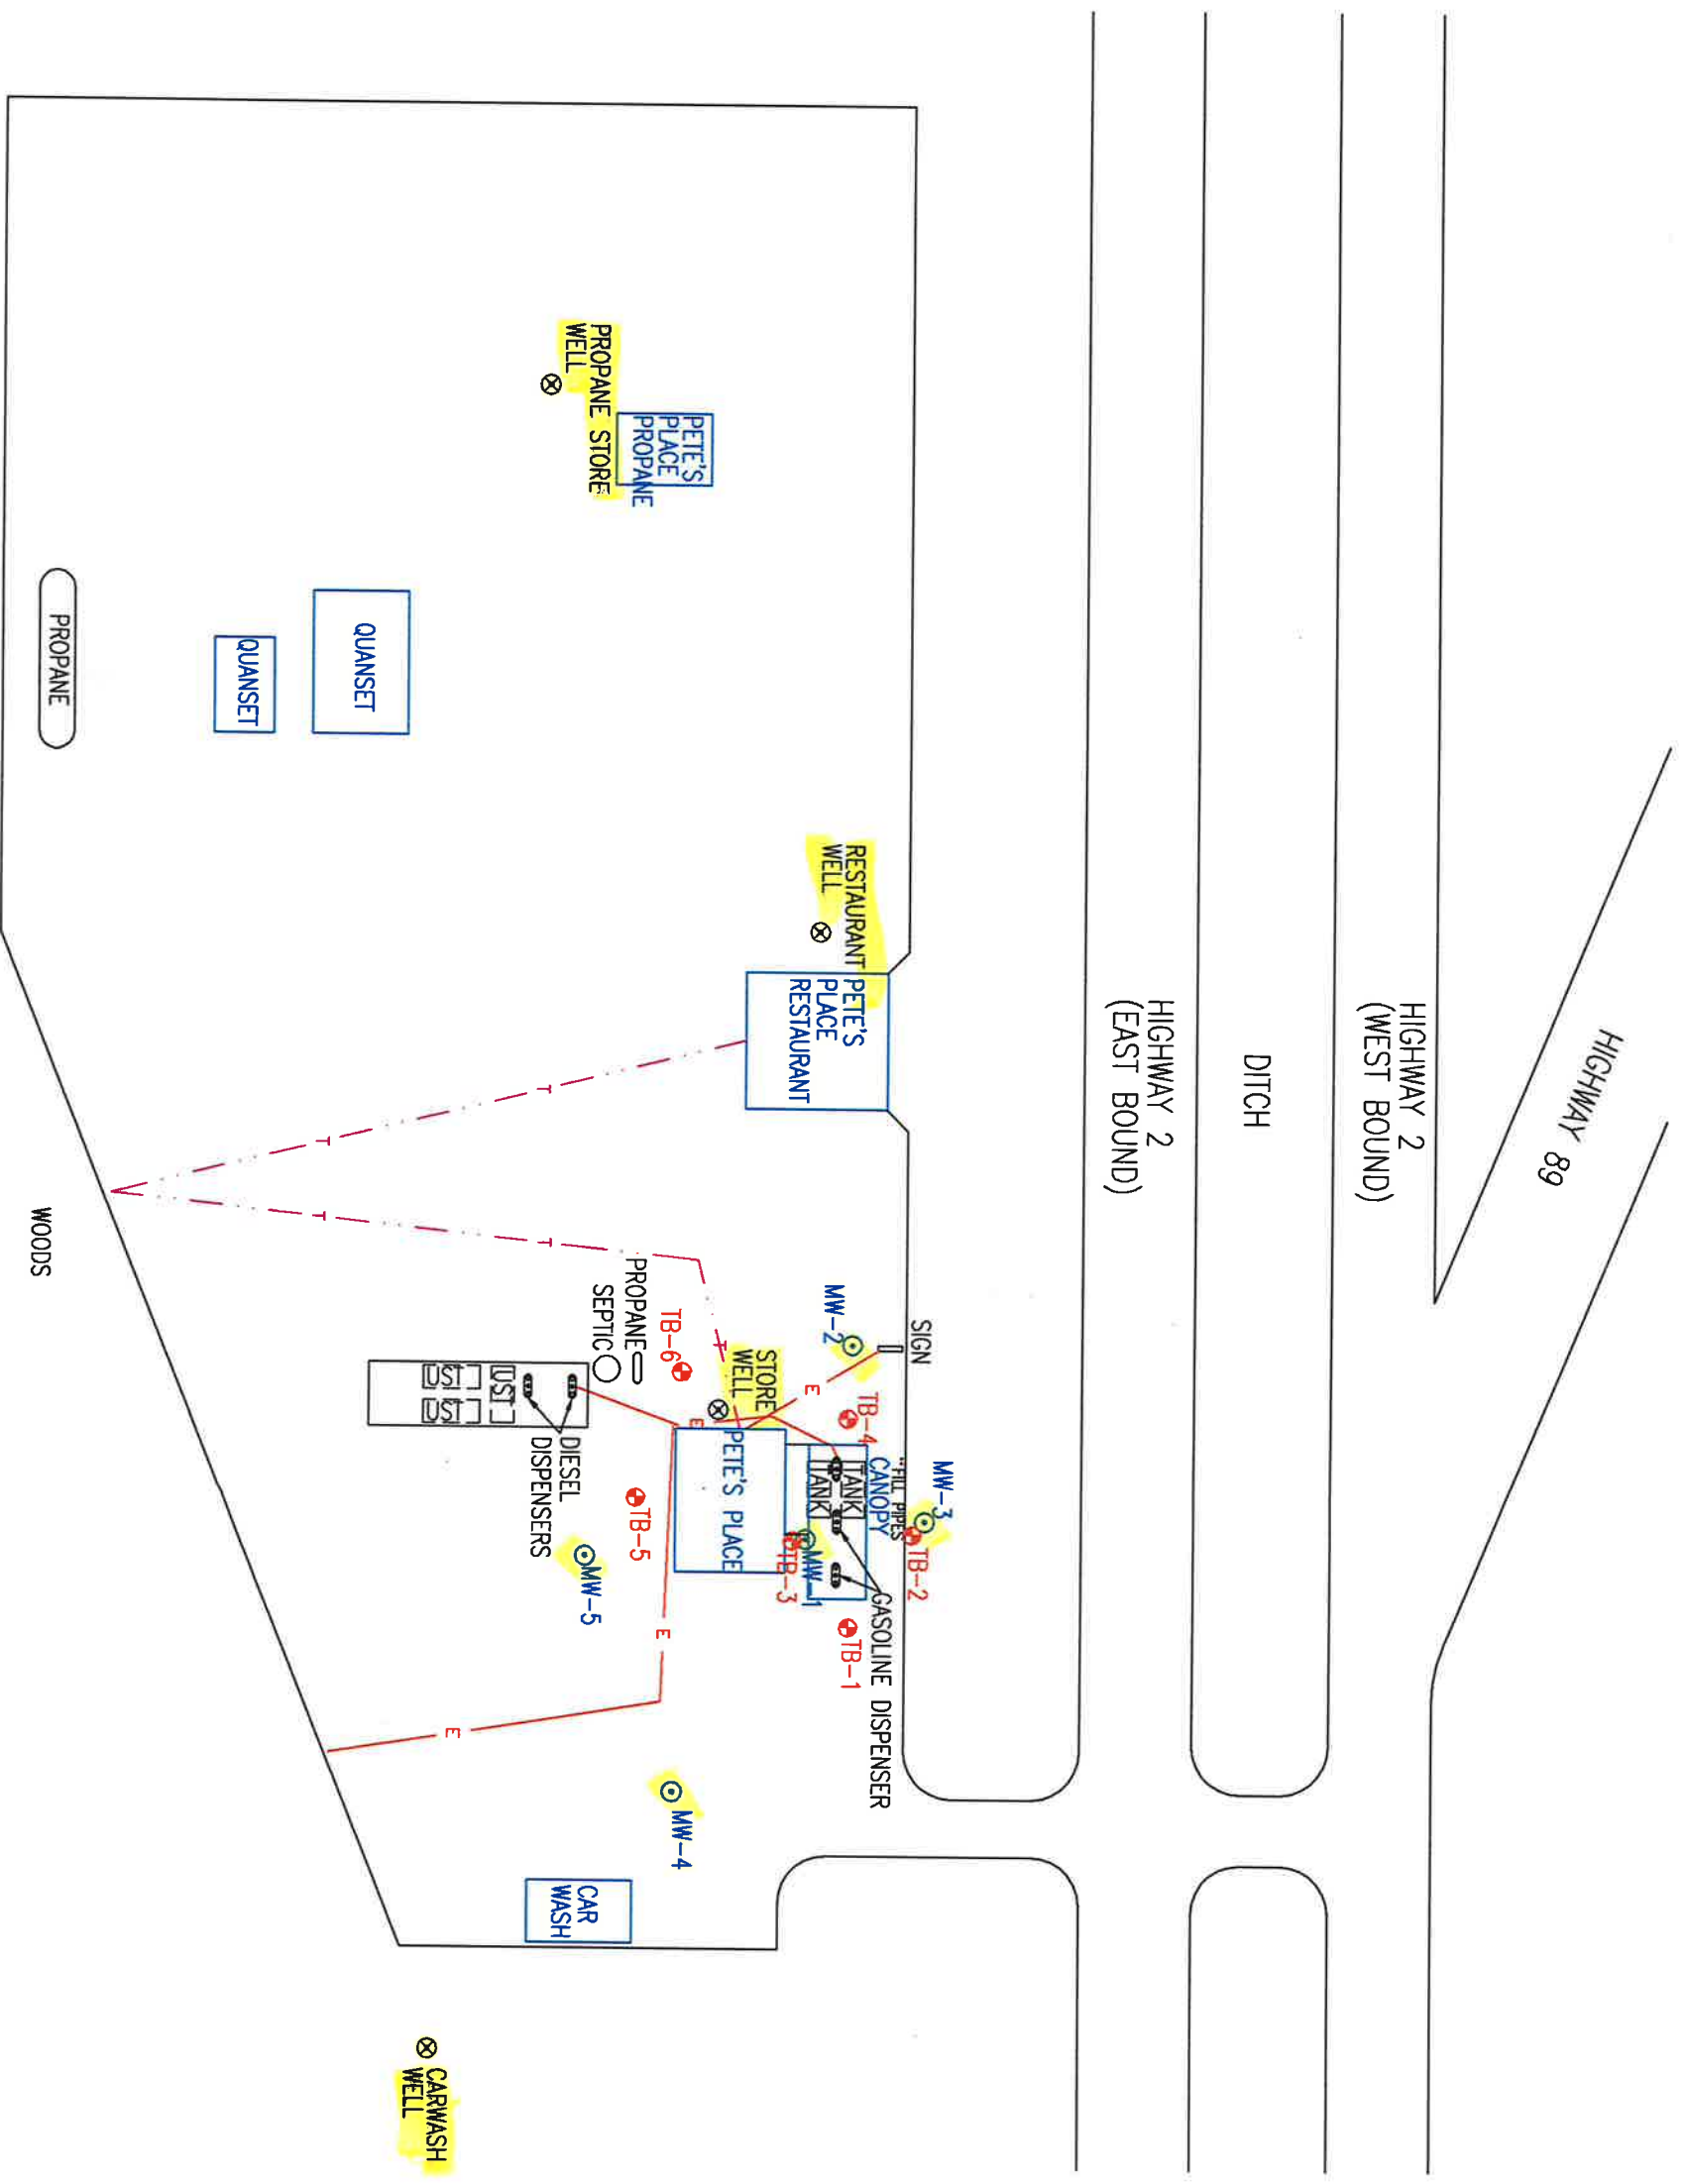 HIGHWAY 89
HIGHWAY 2
(WEST BOUND)
DITCH
HIGHWAY 2
(EAST BOUND)
SIGN
MW-3
TB-2
"FILL PIPES
GASOLINE DISPENSER
CANOPY
TB-4
TB-1
MW-2
TANK
TANK
MW-1
TB-3
RESTAURANT
WELL
PETE'S
PLACE
RESTAURANT
E
STORE
WELL
T
PETE'S PLACE
E
PETE'S
PLACE
PROPANE
PROPANE STORE
WELL
TB-6
MW-4
PROPANE
SEPTIC
TB-5
E
MW-5
DIESEL
DISPENSERS
CAR
WASH
T
T
UST
UST
UST
E
CARWASH
WELL
QUANSET
T
T
QUANSET
PROPANE
WOODS